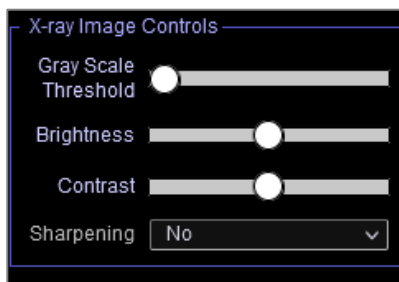 X-ray Image Controls
Gray Scale
Threshold
Brightness
Contrast
Sharpening No